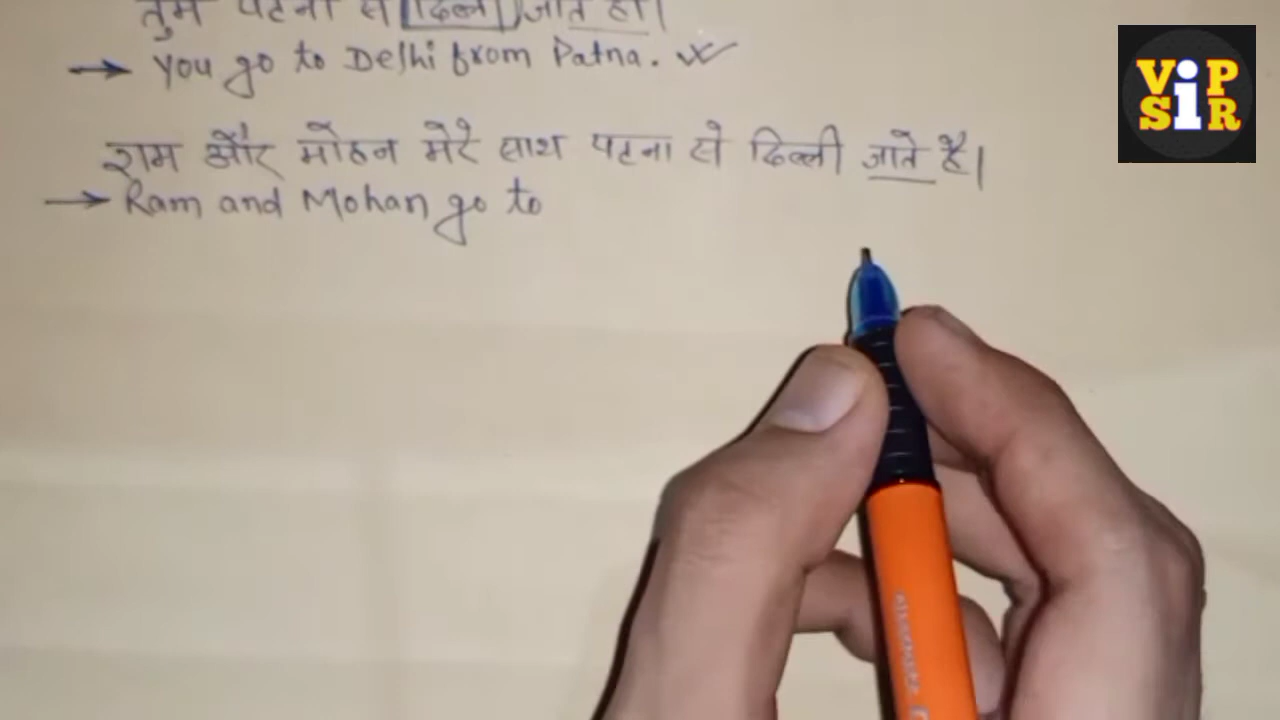 तुम पटना से दिल्ली जाते हो।
→ You go to Delhi from Patna.
राम और मोहन मेरे साथ पटना से दिल्ली जाते है।
→ Ram and Mohan go to
ViP
SiR